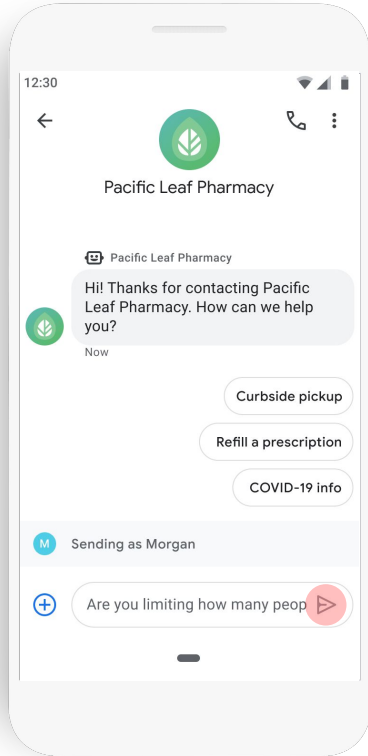 12:30
Pacific Leaf Pharmacy
Pacific Leaf Pharmacy
Hi! Thanks for contacting Pacific
Leaf Pharmacy. How can we help
you?
Now
Curbside pickup
Refill a prescription
COVID-19 info
M
Sending as Morgan
Are you limiting how many peop